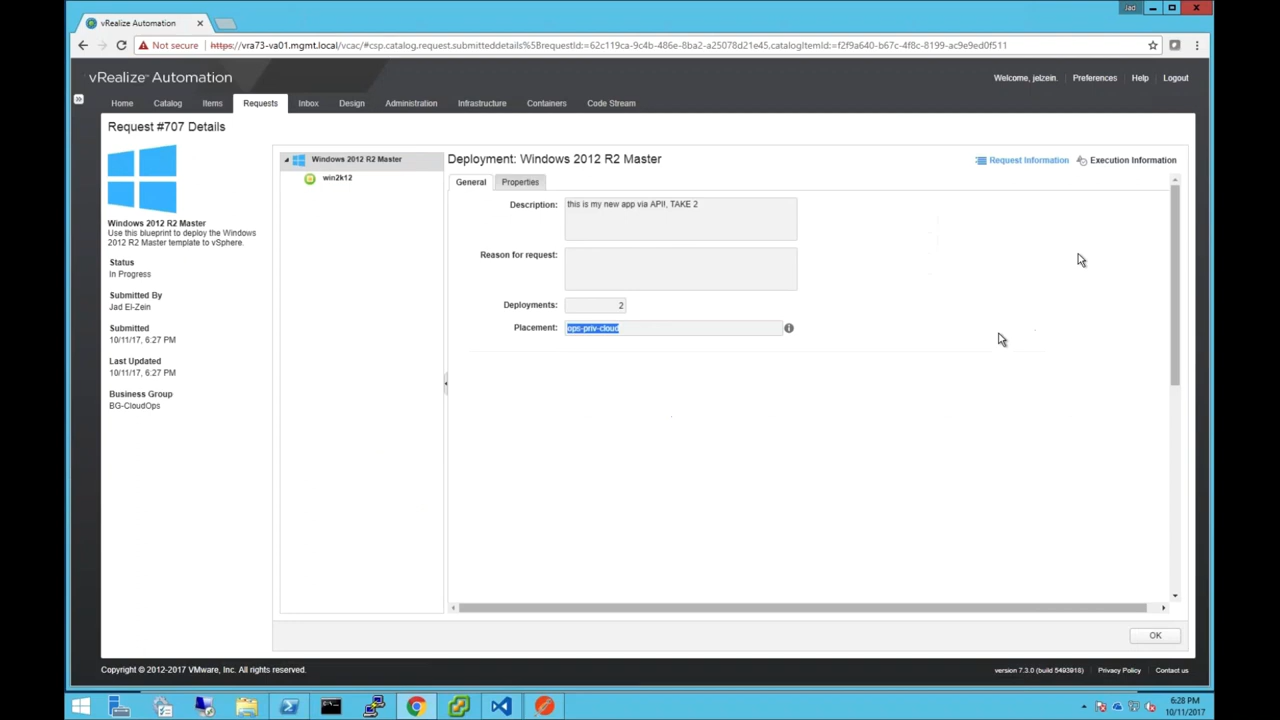 Jad
vRealize Automation
Not secure
https://vra73-va01.mgmt.local/vcac/#csp.catalog.request.submitteddetails%5BrequestId=62c119ca-9c4b-486e-8ba2-a25078d21e45.catalogItemId=f2f9a640-b67c-4f8c-8199-ac9e9ed0f511
vRealize™ Automation
Welcome, jelzein.
Preferences
Help
Logout
Home
Catalog
Items
Requests
Inbox
Design
Administration
Infrastructure
Containers
Code Stream
Request #707 Details
Windows 2012 R2 Master
Use this blueprint to deploy the Windows
2012 R2 Master template to vSphere.
Status
In Progress
Submitted By
Jad El-Zein
Submitted
10/11/17, 6:27 PM
Last Updated
10/11/17, 6:27 PM
Business Group
BG-CloudOps
Windows 2012 R2 Master
win2k12
Deployment: Windows 2012 R2 Master
Request Information
Execution Information
General
Properties
Description:
this is my new app via API!, TAKE 2
Reason for request:
Deployments:
2
Placement:
ops-priv-cloud
OK
Copyright © 2012-2017 VMware, Inc. All rights reserved.
version 7.3.0 (build 5493918)
Privacy Policy
Contact us
6:28 PM
10/11/2017